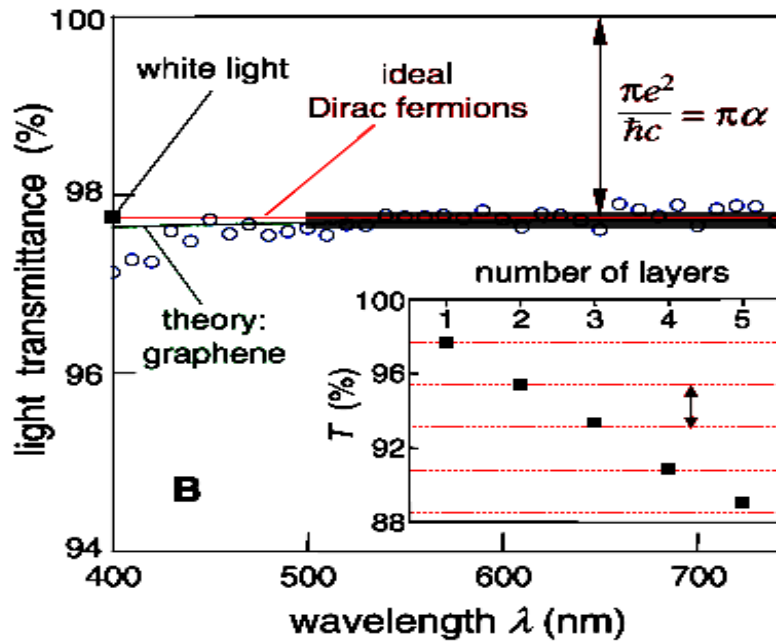 100
white light
ideal
Dirac fermions
πe²/ħc = πα
98
light transmittance (%)
theory:
graphene
96
number of layers
100
1 2 3 4 5
96
T (%)
92
88
B
94
400 500 600 700
wavelength λ (nm)